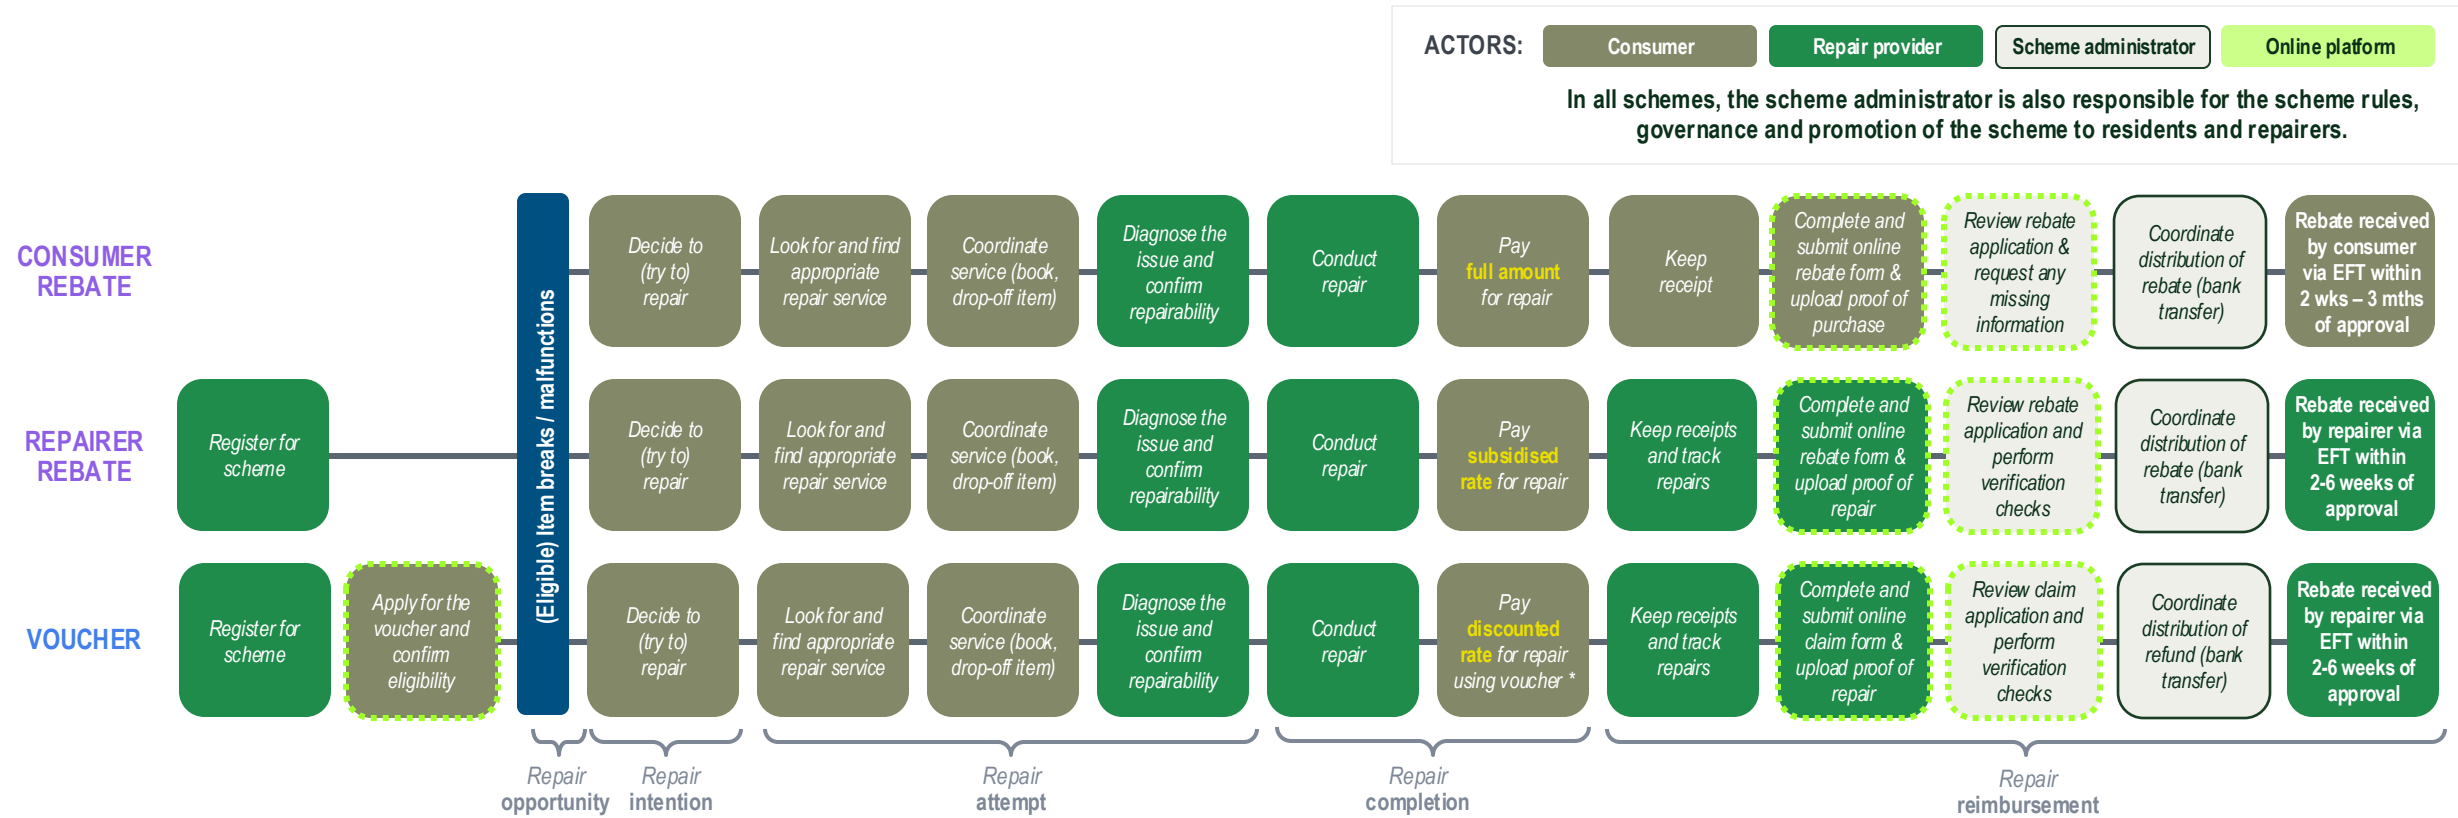 ACTORS:
Consumer
Repair provider
Scheme administrator
Online platform
In all schemes, the scheme administrator is also responsible for the scheme rules,
governance and promotion of the scheme to residents and repairers.
CONSUMER
REBATE
(Eligible) Item breaks / malfunctions
Decide to
(try to)
repair
Look for and find
appropriate
repair service
Coordinate
service (book,
drop-off item)
Diagnose the
issue and
confirm
repairability
Conduct
repair
Pay
full amount
for repair
Keep
receipt
Complete and
submit online
rebate form &
upload proof of
purchase
Review rebate
application &
request any
missing
information
Coordinate
distribution of
rebate (bank
transfer)
Rebate received
by consumer
via EFT within
2 wks – 3 mths
of approval
REPAIRER
REBATE
Register for
scheme
Decide to
(try to)
repair
Look for and
find appropriate
repair service
Coordinate
service (book,
drop-off item)
Diagnose the
issue and
confirm
repairability
Conduct
repair
Pay
subsidised
rate for repair
Keep receipts
and track
repairs
Complete and
submit online
rebate form &
upload proof of
repair
Review rebate
application and
perform
verification
checks
Coordinate
distribution of
rebate (bank
transfer)
Rebate received
by repairer via
EFT within
2-6 weeks of
approval
VOUCHER
Register for
scheme
Apply for the
voucher and
confirm
eligibility
Decide to
(try to)
repair
Look for and
find appropriate
repair service
Coordinate
service (book,
drop-off item)
Diagnose the
issue and
confirm
repairability
Conduct
repair
Pay
discounted
rate for repair
using voucher *
Keep receipts
and track
repairs
Complete and
submit online
claim form &
upload proof of
repair
Review claim
application and
perform
verification
checks
Coordinate
distribution of
refund (bank
transfer)
Rebate received
by repairer via
EFT within
2-6 weeks of
approval
Repair
opportunity
Repair
intention
Repair
attempt
Repair
completion
Repair
reimbursement